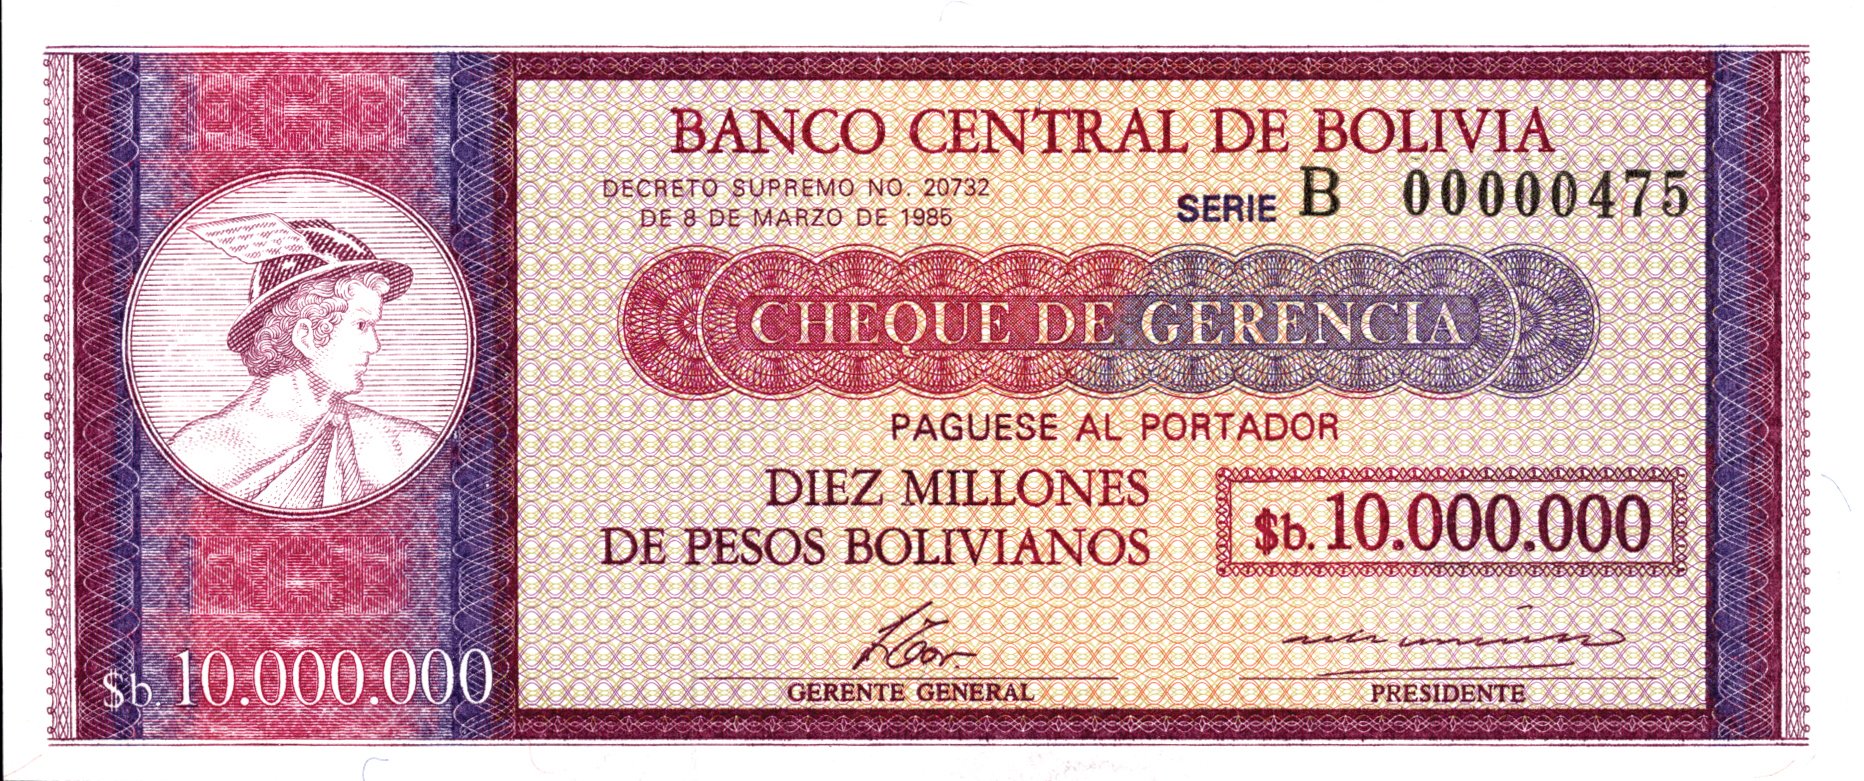 BANCO CENTRAL DE BOLIVIA
DECRETO SUPREMO NO. 20732
DE 8 DE MARZO DE 1985
SERIE B 00000475
CHEQUE DE GERENCIA
PAGUESE AL PORTADOR
DIEZ MILLONES
DE PESOS BOLIVIANOS
$b. 10.000.000
GERENTE GENERAL
PRESIDENTE
$b. 10.000.000